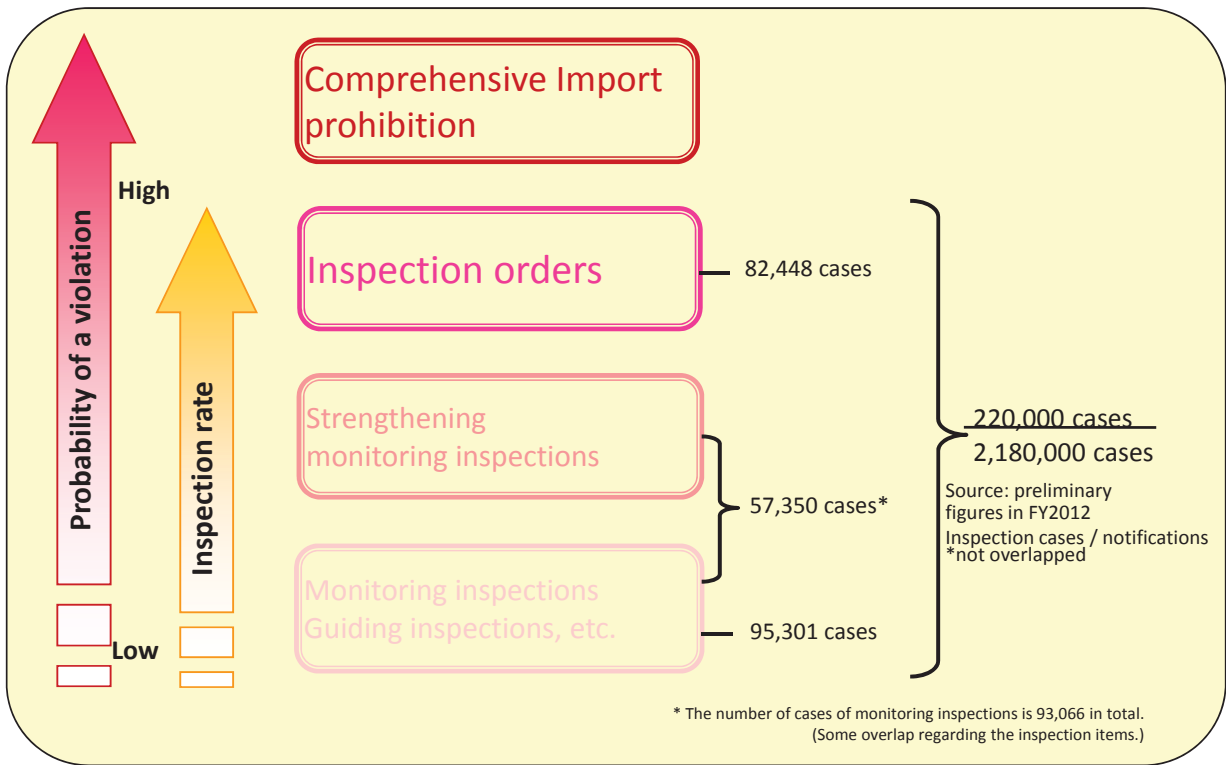 Comprehensive Import
prohibition
High
Probability of a violation
Inspection rate
Low
Inspection orders
82,448 cases
Strengthening
monitoring inspections
57,350 cases*
Monitoring inspections
Guiding inspections, etc.
95,301 cases
220,000 cases
2,180,000 cases
Source: preliminary
figures in FY2012
Inspection cases / notifications
*not overlapped
* The number of cases of monitoring inspections is 93,066 in total.
(Some overlap regarding the inspection items.)